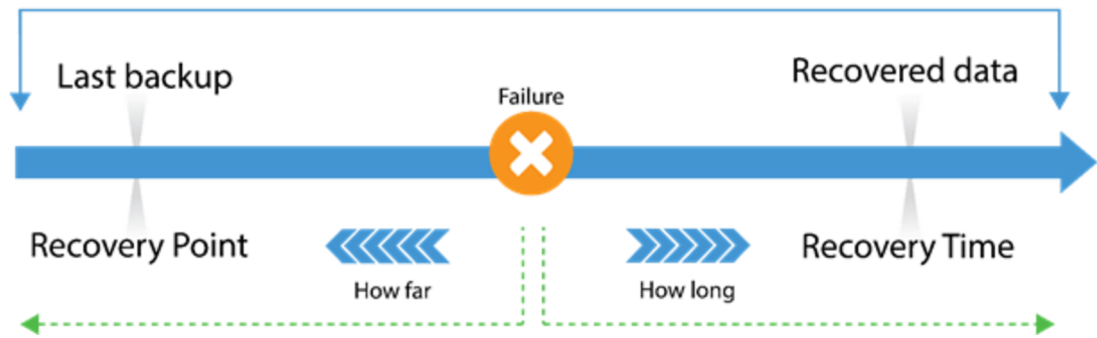 Last backup
Failure
Recovered data
Recovery Point
How far
How long
Recovery Time